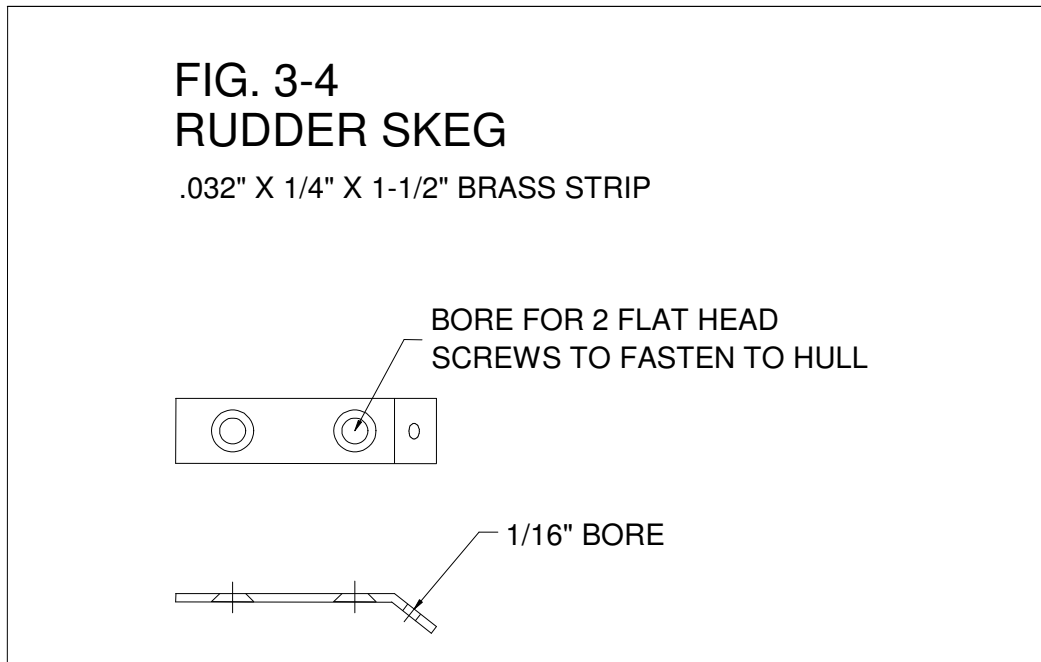 FIG. 3-4
RUDDER SKEG
.032" X 1/4" X 1-1/2" BRASS STRIP
BORE FOR 2 FLAT HEAD
SCREWS TO FASTEN TO HULL
1/16" BORE